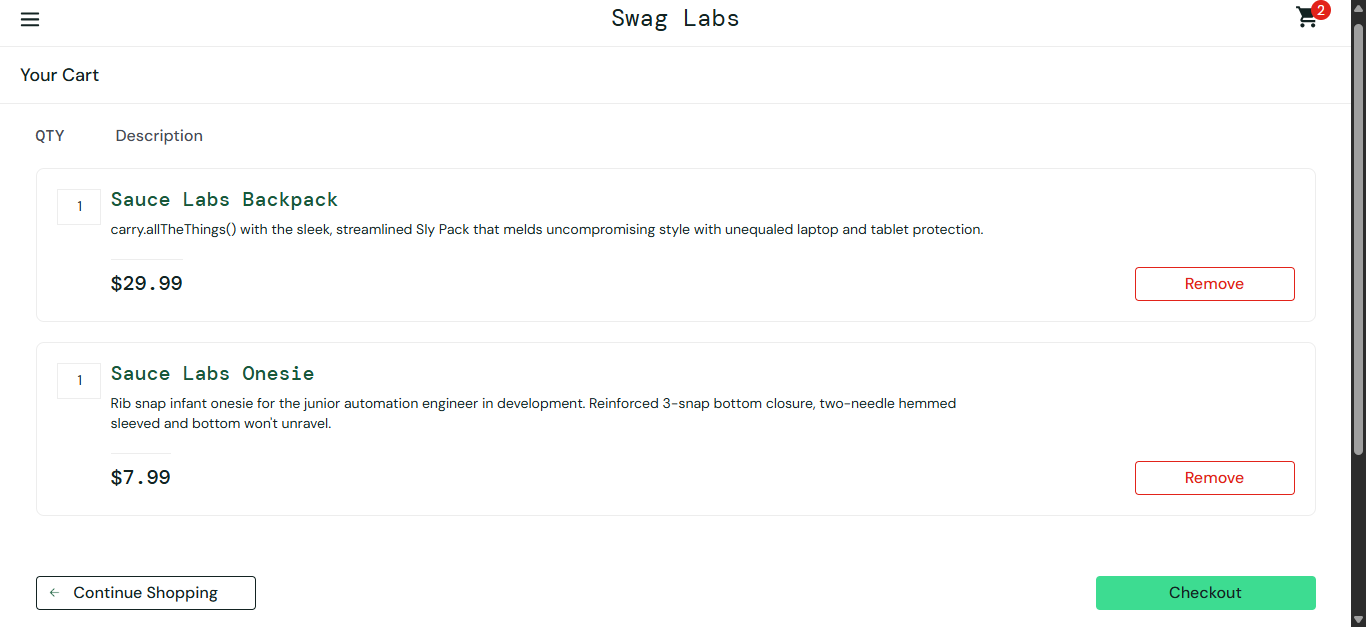 Swag Labs
2
Your Cart
QTY Description
1
Sauce Labs Backpack
carry.allTheThings() with the sleek, streamlined Sly Pack that melds uncompromising style with unequaled laptop and tablet protection.
$29.99
Remove
1
Sauce Labs Onesie
Rib snap infant onesie for the junior automation engineer in development. Reinforced 3-snap bottom closure, two-needle hemmed
sleeved and bottom won't unravel.
$7.99
Remove
Continue Shopping
Checkout